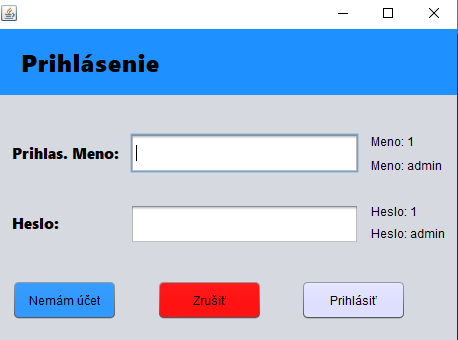 Prihlásenie
Prihlas. Meno:
Meno: 1
Meno: admin
Heslo:
Heslo: 1
Heslo: admin
Nemám účet
Zrušiť
Prihlásiť